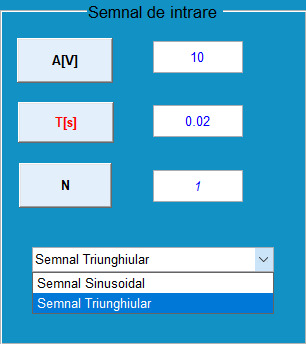 Semnal de intrare
A[V] 10
T[s] 0.02
N 1
Semnal Triunghiular
Semnal Sinusoidal
Semnal Triunghiular